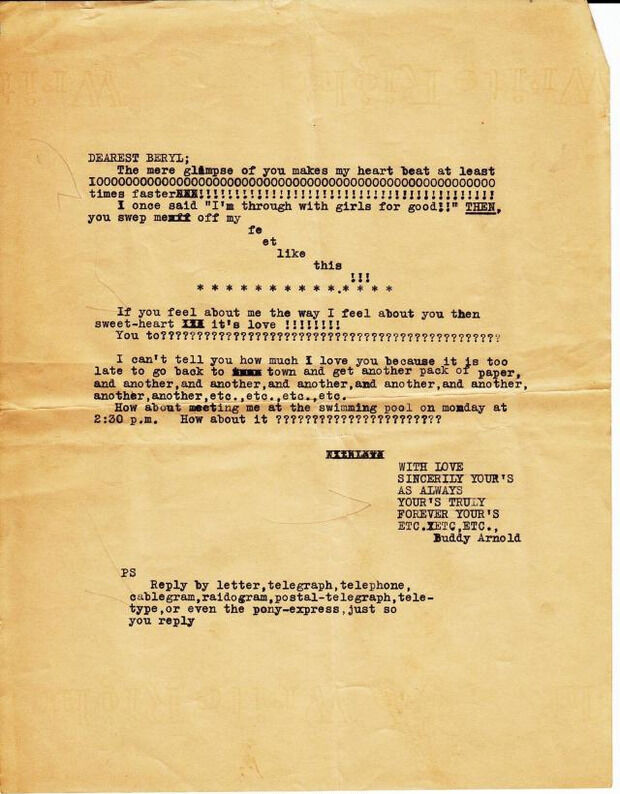 DEAREST BERYL;
The mere glimpse of you makes my heart beat at least
IOOOOOOOOOOOOOOOOOOOOOOOOOOOOOOOOOOOOOOOOOOOOOOOOOOOOOO
times faster!!!!!!!!!!!!!!!!!!!!!!!!!!!!!!!!!!!!!!!!
I once said "I'm through with girls for good!!" THEN,
you swep me off my
fe
et
like
this
!!!
* * * * * * * * * * *.* * * *
If you feel about me the way I feel about you then
sweet-heart XXX it's love !!!!!!!!
You to??????????????????????????????????????????????
I can't tell you how much I love you because it is too
late to go back to town and get another pack of paper,
and another,and another,and another,and another,and another,
another,another,etc.,etc.,etc.,etc.
How about meeting me at the swimming pool on monday at
2:30 p.m. How about it ???????????????????????
WITH LOVE
SINCERILY YOUR'S
AS ALWAYS
YOUR'S TRULY
FOREVER YOUR'S
ETC.XETC,ETC.,
Buddy Arnold
PS
Reply by letter,telegraph,telephone,
cablegram,raidogram,postal-telegraph,tele-
type,or even the pony-express,just so
you reply